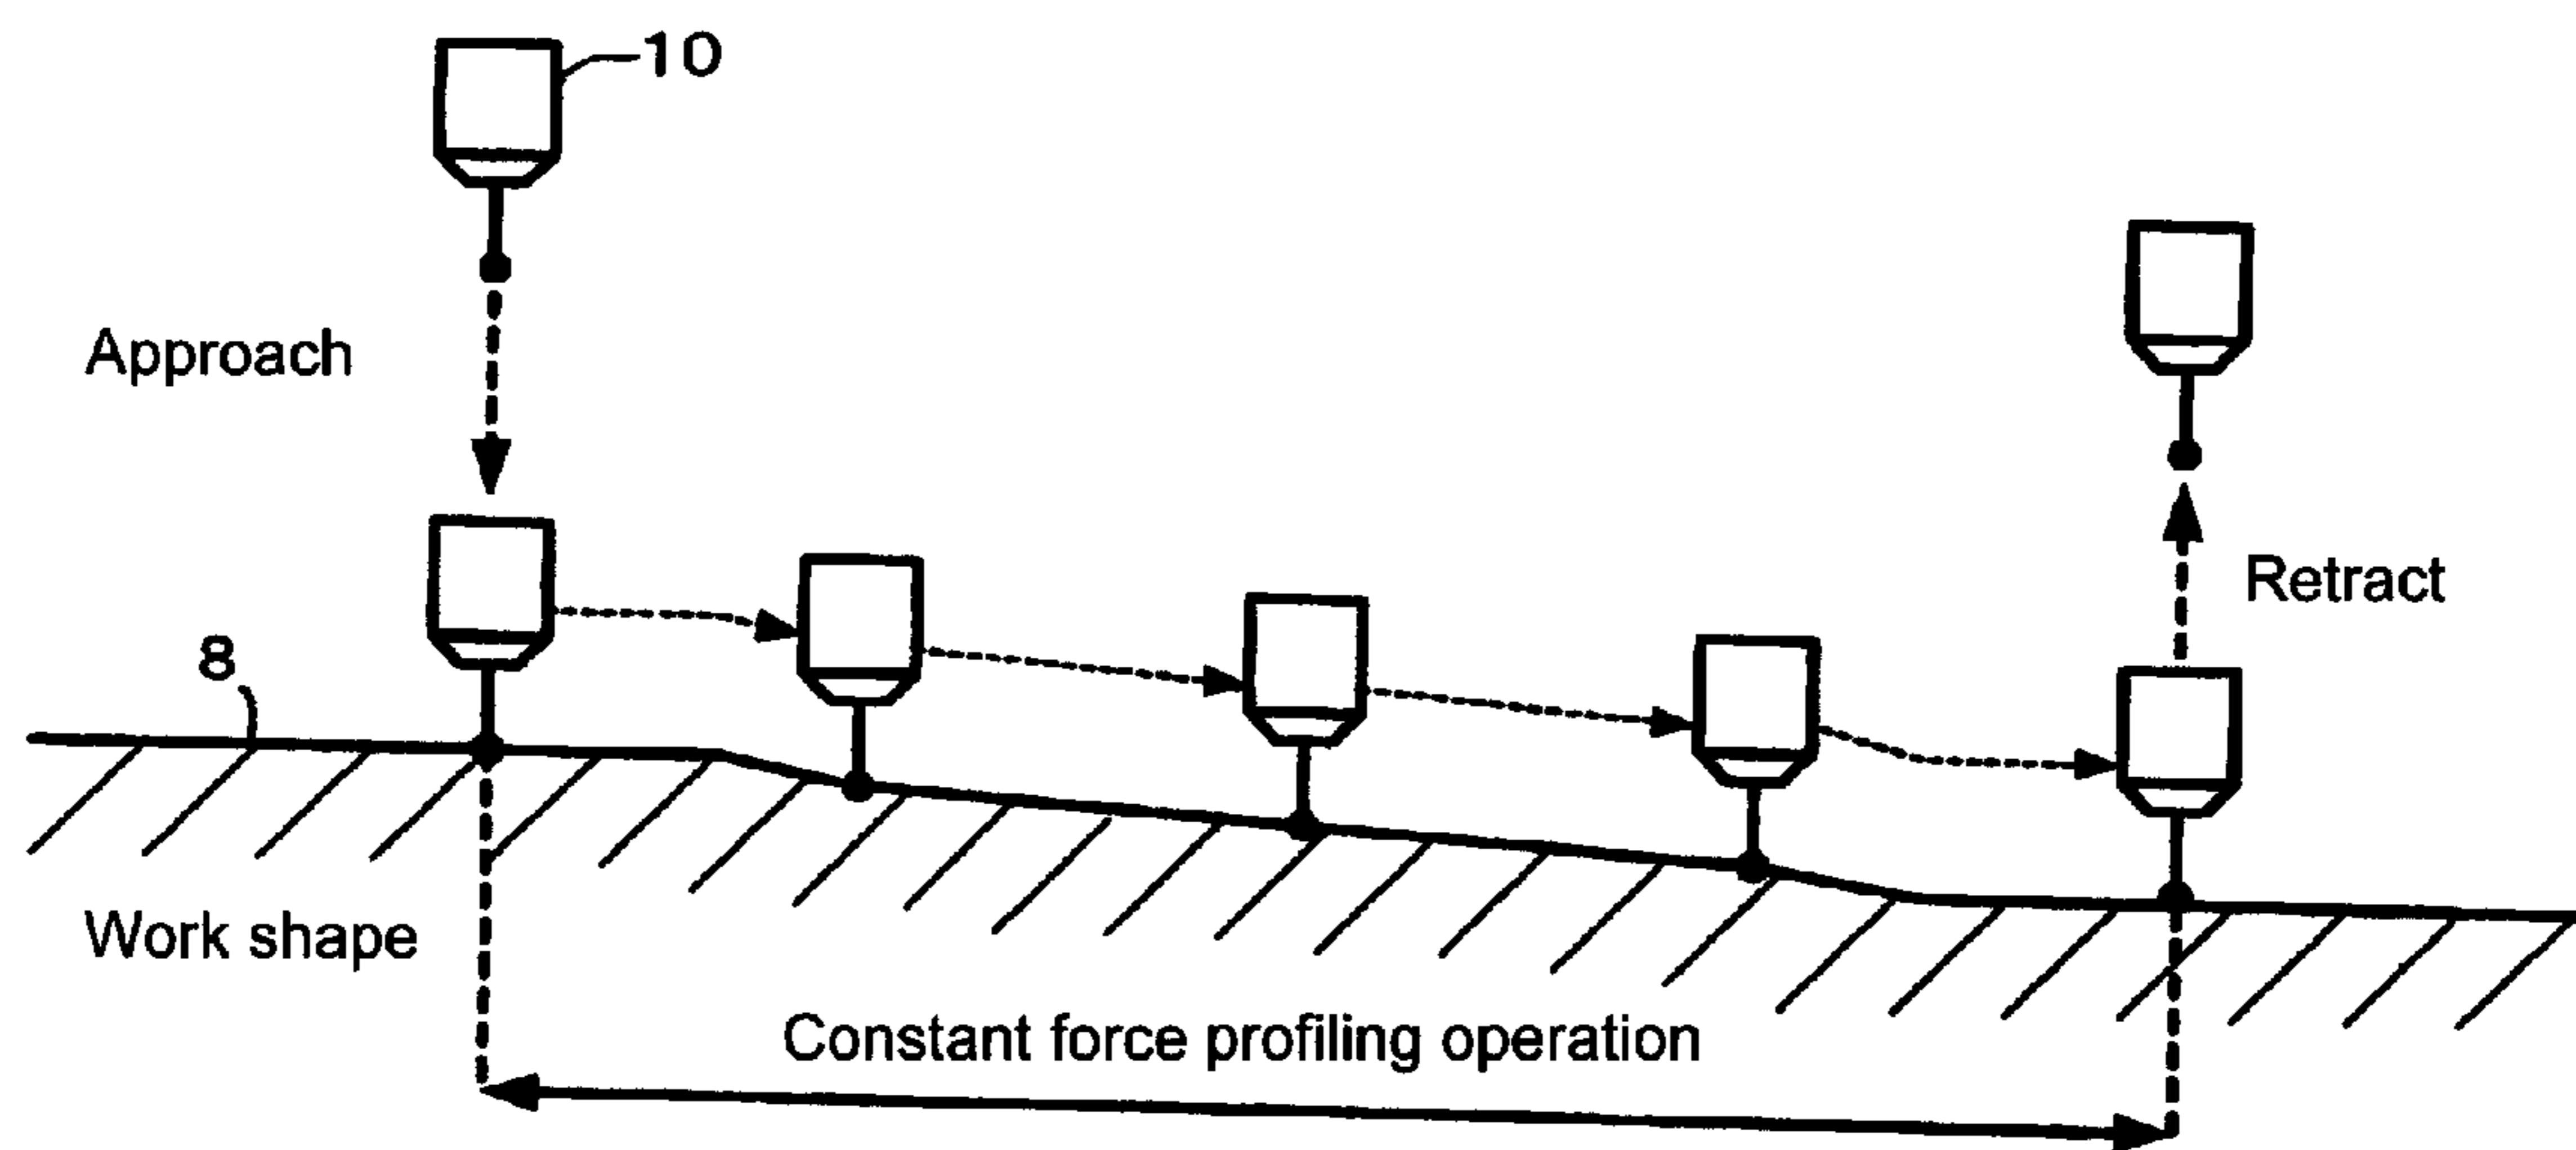 10
Approach
Retract
8
Work shape
Constant force profiling operation